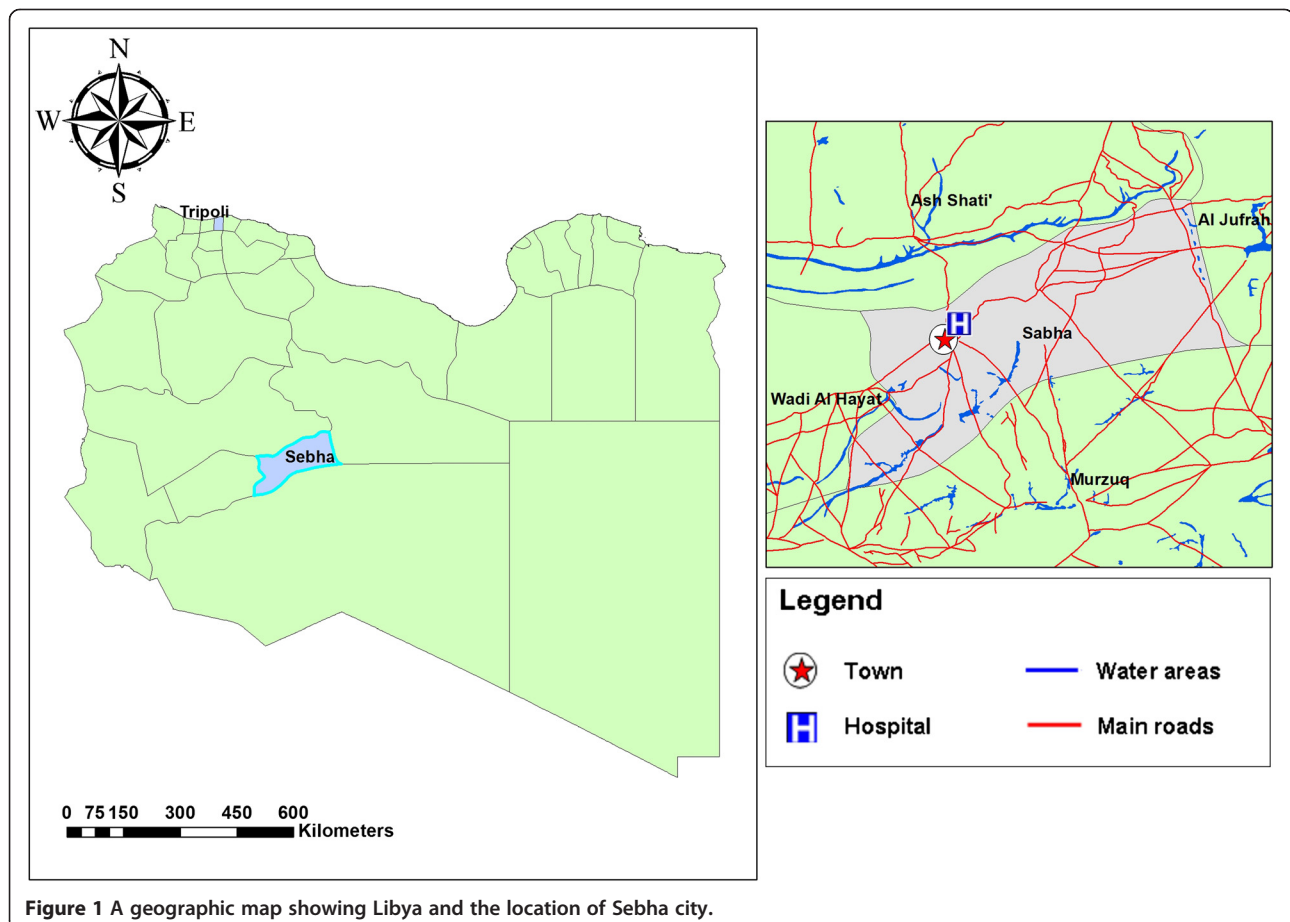 N
W E
S
Tripoli
Sebha
0 75 150 300 450 600
Kilometers
Ash Shati'
Al Jufrah
H
Sabha
Wadi Al Hayat
Murzuq
Legend
Town
Water areas
H Hospital
Main roads
Figure 1 A geographic map showing Libya and the location of Sebha city.